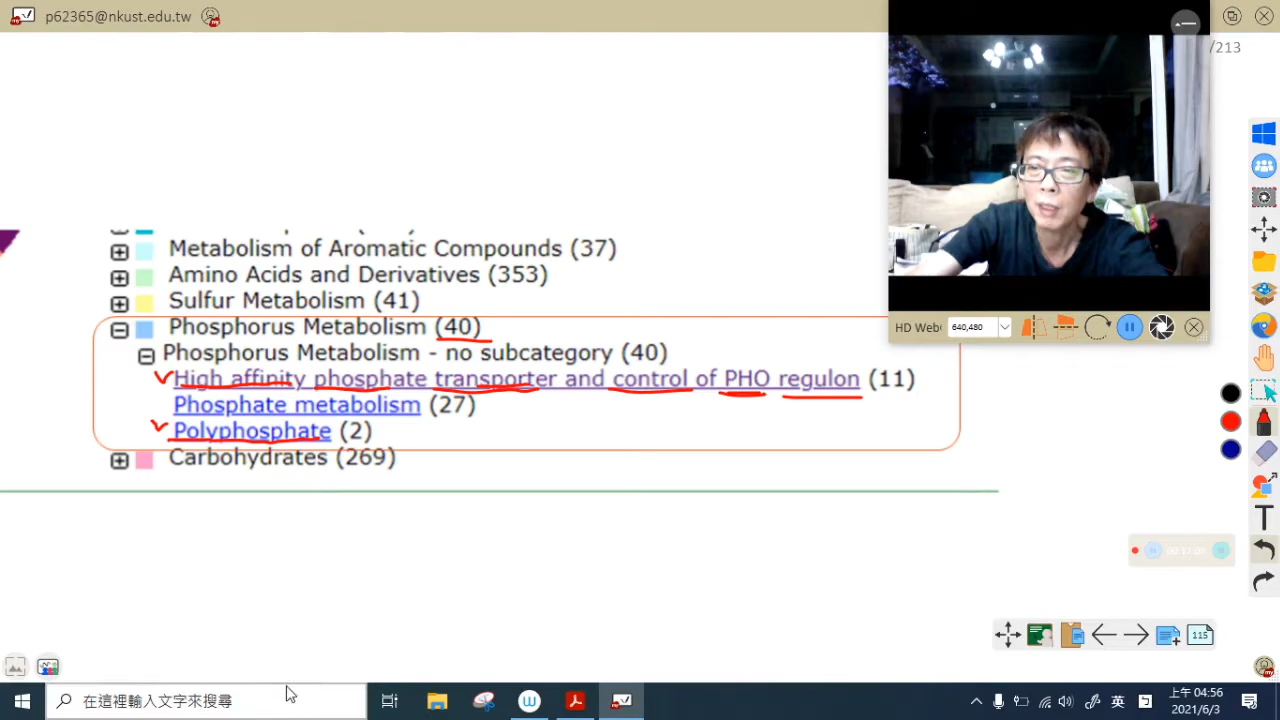 p62365@nkust.edu.tw
/213
Metabolism of Aromatic Compounds (37)
Amino Acids and Derivatives (353)
Sulfur Metabolism (41)
Phosphorus Metabolism (40)
Phosphorus Metabolism - no subcategory (40)
High affinity phosphate transporter and control of PHO regulon (11)
Phosphate metabolism (27)
Polyphosphate (2)
Carbohydrates (269)
HD Web
640,480
T
115
在這裡輸入文字來搜尋
英
上午 04:56
2021/6/3